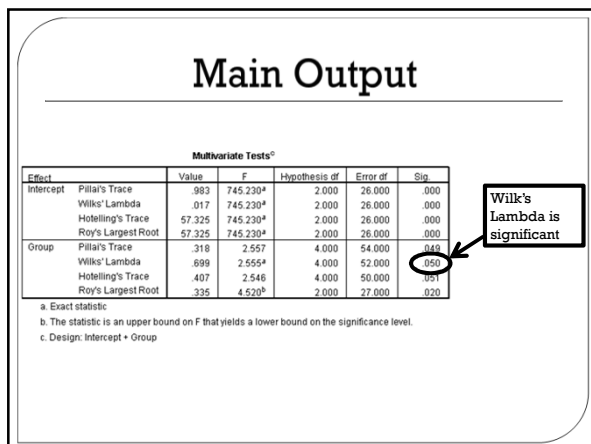 Main Output
Multivariate Tests^c
Effect Value F Hypothesis df Error df Sig.
Intercept Pillai's Trace .983 745.230^a 2.000 26.000 .000
Wilks' Lambda .017 745.230^a 2.000 26.000 .000
Hotelling's Trace 57.325 745.230^a 2.000 26.000 .000
Roy's Largest Root 57.325 745.230^a 2.000 26.000 .000
Group Pillai's Trace .318 2.557 4.000 54.000 .049
Wilks' Lambda .699 2.555^a 4.000 52.000 .050
Hotelling's Trace .407 2.546 4.000 50.000 .051
Roy's Largest Root .335 4.520^b 2.000 27.000 .020
Wilk's
Lambda is
significant
a. Exact statistic
b. The statistic is an upper bound on F that yields a lower bound on the significance level.
c. Design: Intercept + Group